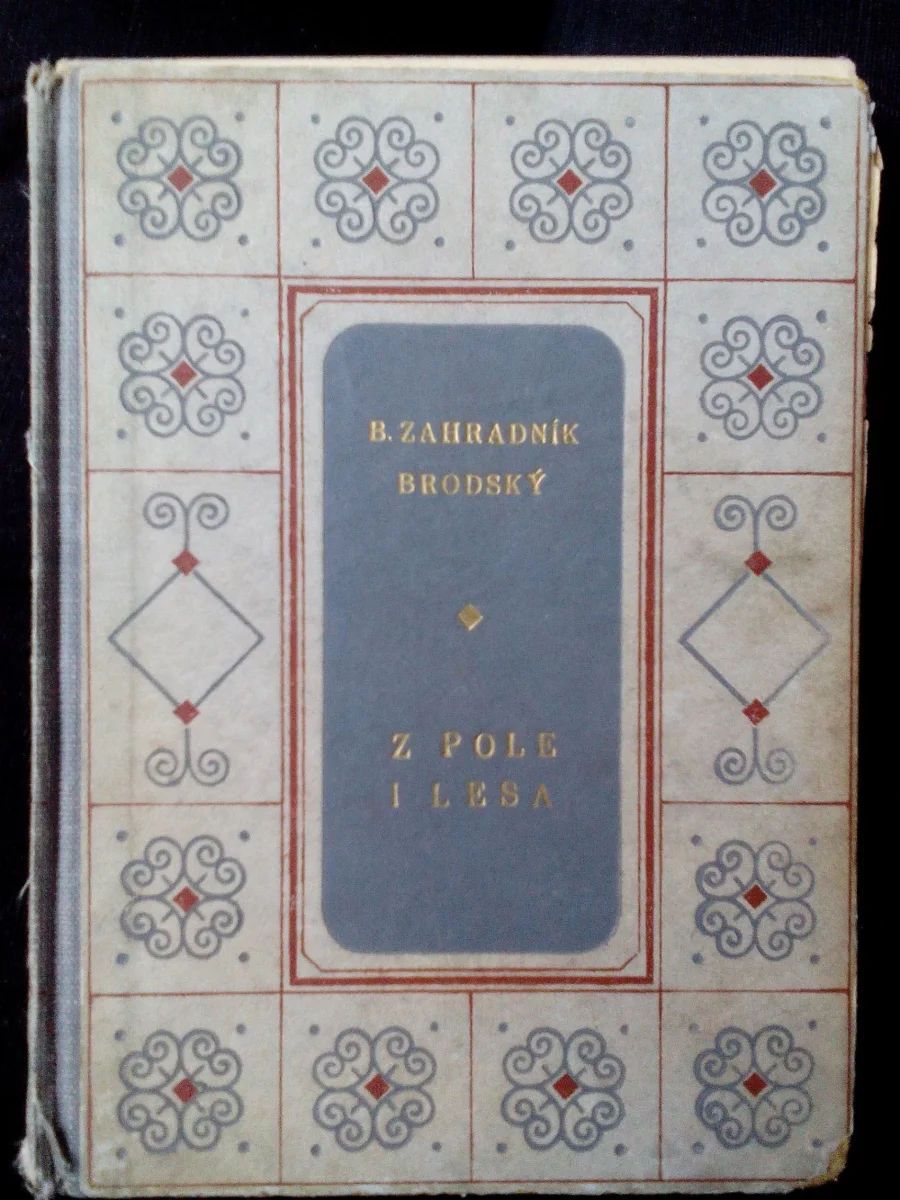 B. ZAHRADNÍK
BRODSKÝ
Z POLE
I LESA